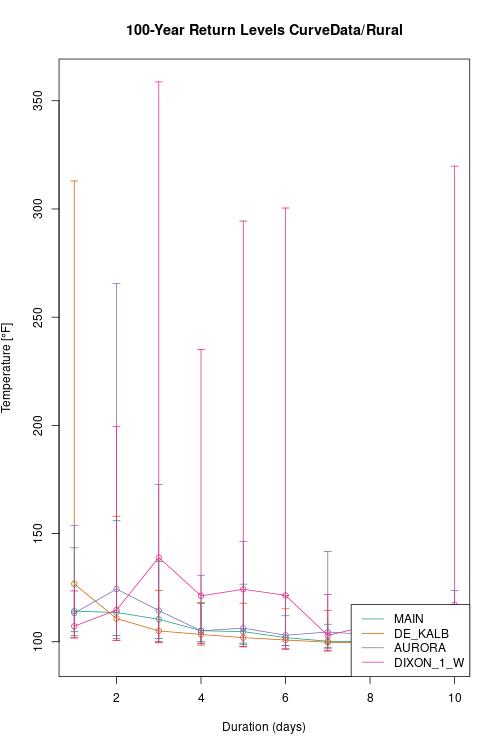 100-Year Return Levels CurveData/Rural
Temperature [°F]
350
300
250
200
150
100
MAIN
DE_KALB
AURORA
DIXON_1_W
2
4
6
8
10
Duration (days)